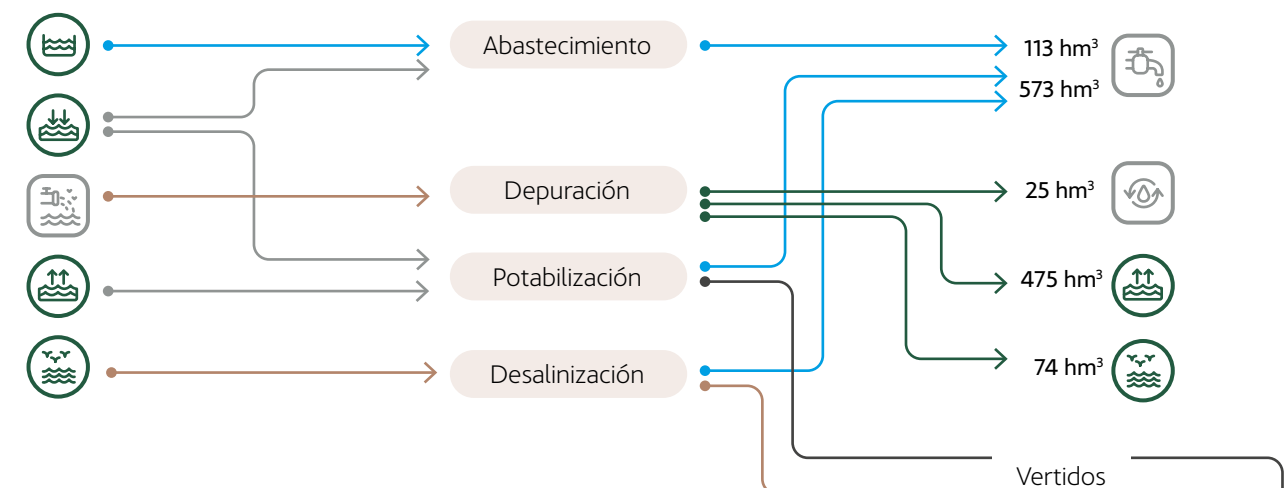 Abastecimiento
113 hm³
573 hm³
Depuración
25 hm³
Potabilización
475 hm³
Desalinización
74 hm³
Vertidos